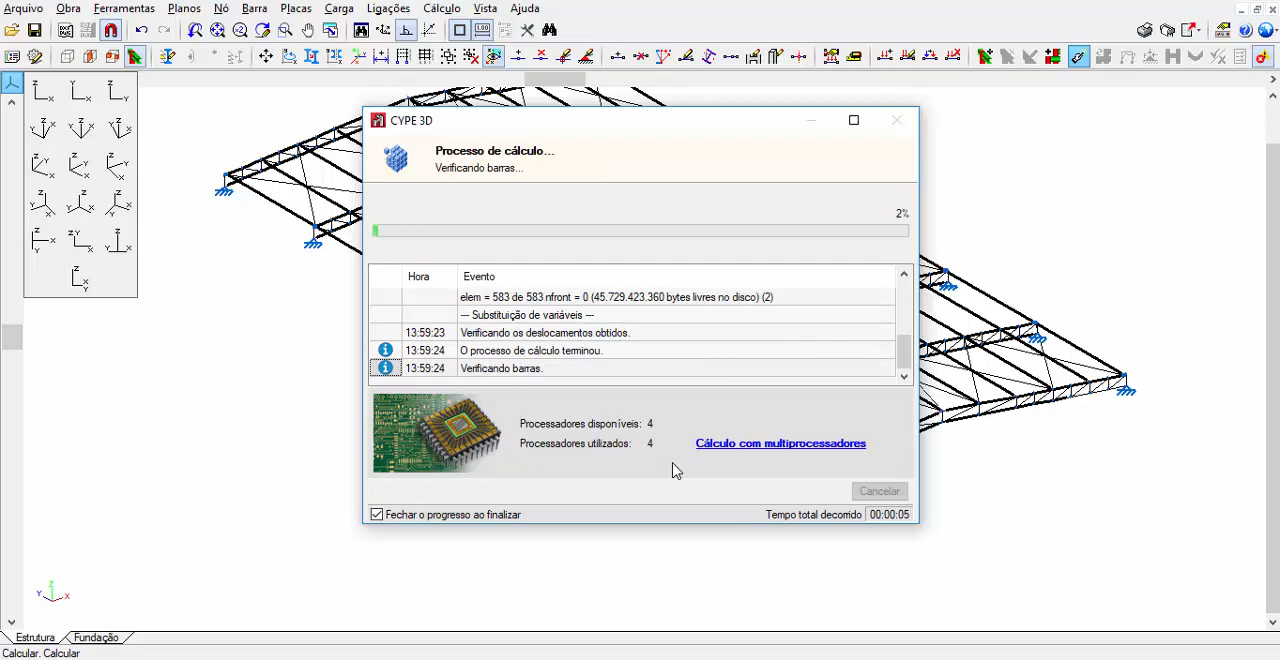 Arquivo Obra Ferramentas Planos Nó Barra Placas Carga Ligações Cálculo Vista Ajuda
CYPE 3D
Processo de cálculo...
Verificando barras...
2%
Hora Evento
elem = 583 de 583 nfront = 0 (45.729.423.360 bytes livres no disco) (2)
--- Substituição de variáveis ---
13:59:23 Verificando os deslocamentos obtidos.
13:59:24 O processo de cálculo terminou.
13:59:24 Verificando barras.
Processadores disponíveis: 4
Processadores utilizados: 4
Cálculo com multiprocessadores
Cancelar
Fechar o progresso ao finalizar
Tempo total decorrido 00:00:05
Z X Z X Z Y
Y Z X Y Z X Y Z X
Z Y X Z Y X Z Y X
Z Y X Z Y X Z Y X
X Y Z Y X Z X
Z X Y
Z Y X
Estrutura Fundação
Calcular. Calcular